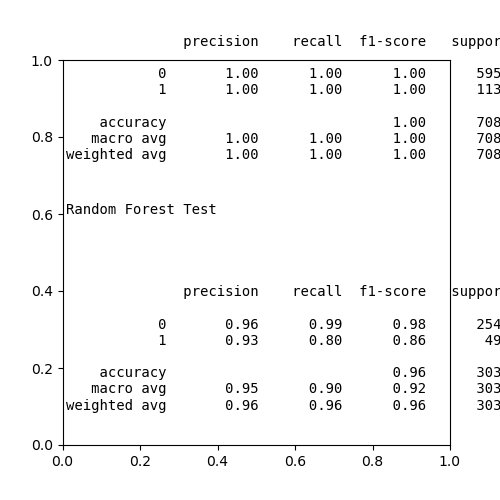 precision recall f1-score suppor
1.0
0 1.00 1.00 1.00 595
1 1.00 1.00 1.00 113
accuracy 1.00 708
0.8
macro avg 1.00 1.00 1.00 708
weighted avg 1.00 1.00 1.00 708
0.6
Random Forest Test
0.4
precision recall f1-score suppor
0 0.96 0.99 0.98 254
1 0.93 0.80 0.86 49
0.2
accuracy 0.96 303
macro avg 0.95 0.90 0.92 303
weighted avg 0.96 0.96 0.96 303
0.0
0.0 0.2 0.4 0.6 0.8 1.0